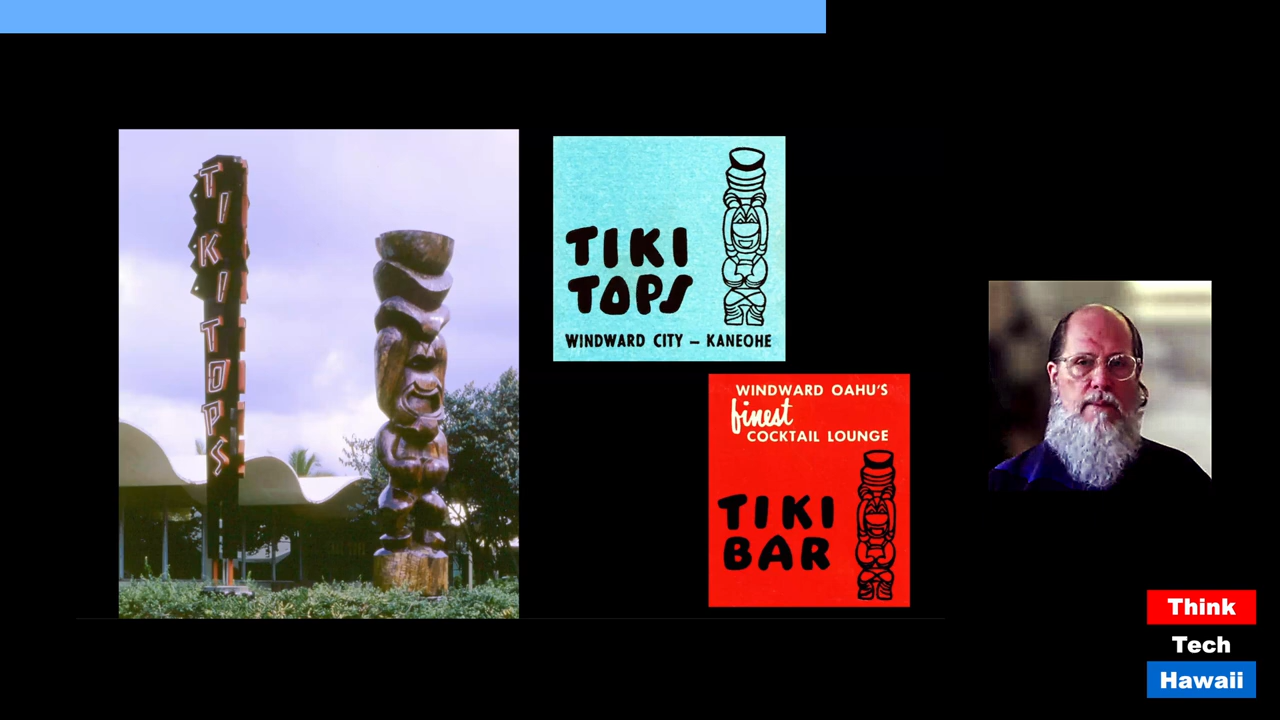 TIKI TOPS
TIKI
TOPS
WINDWARD CITY – KANEOHE
WINDWARD OAHU'S
finest
COCKTAIL LOUNGE
TIKI
BAR
Think
Tech
Hawaii